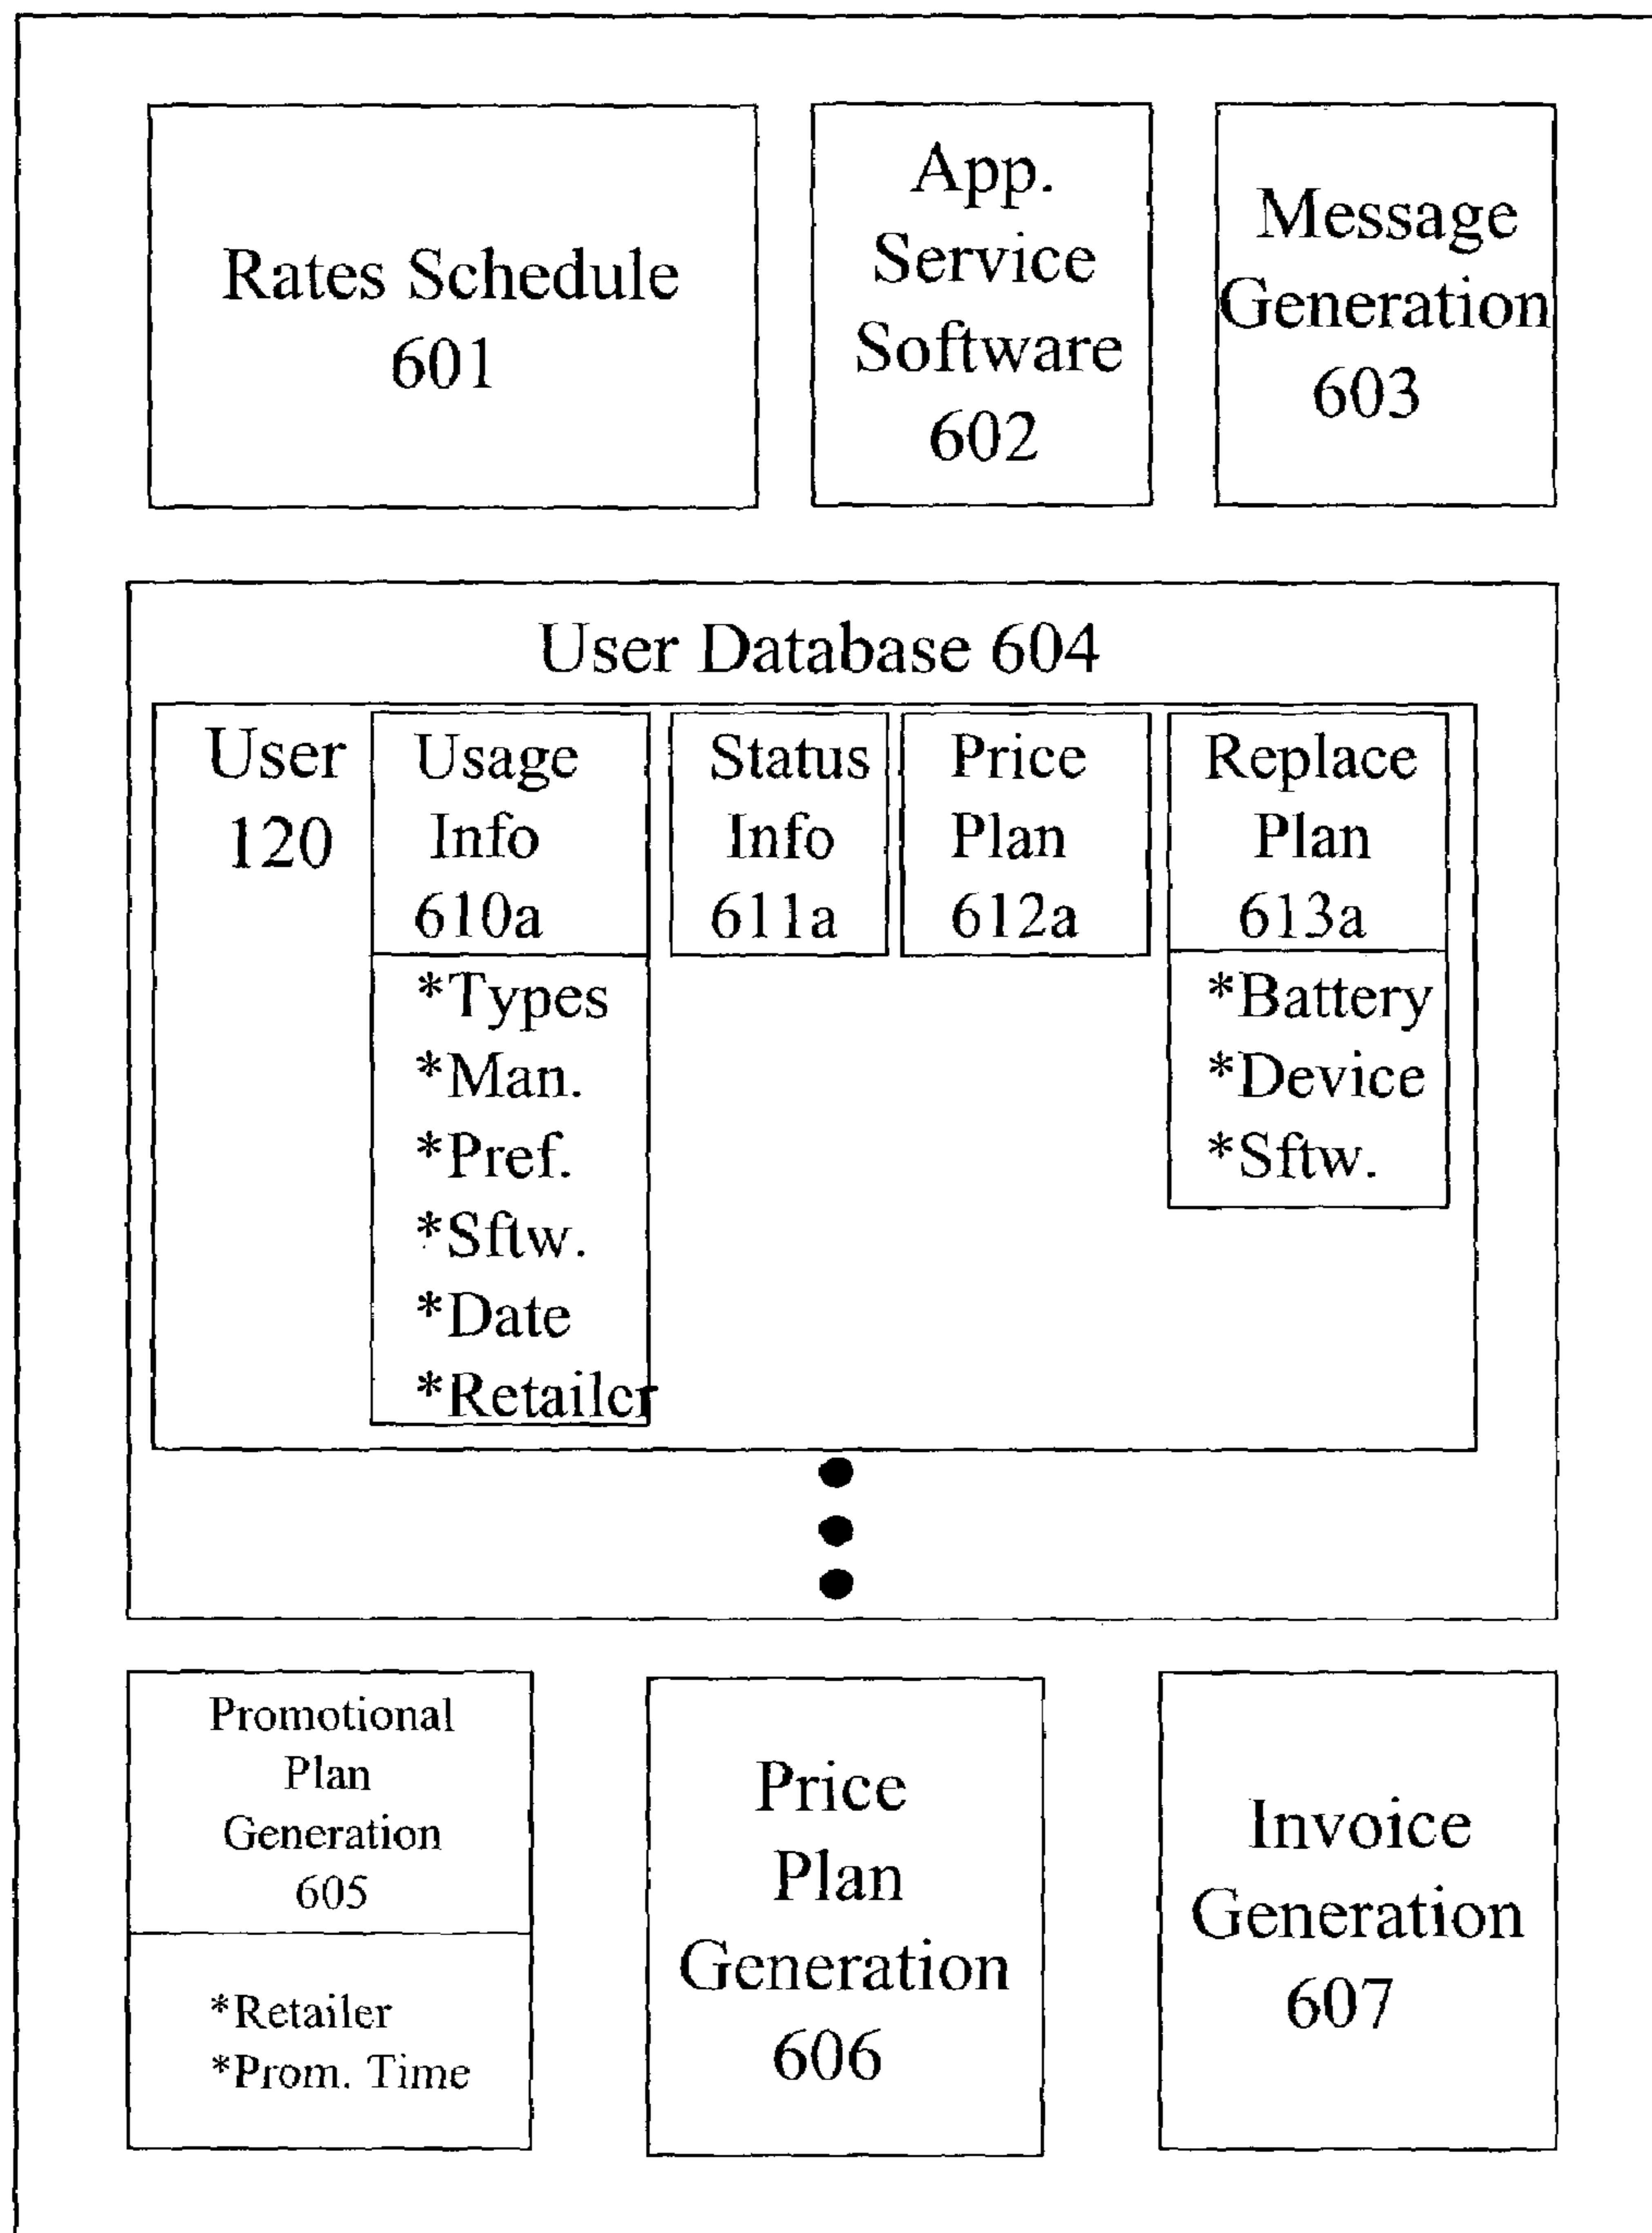 Rates Schedule
601
App.
Service
Software
602
Message
Generation
603
User Database 604
User
120
Usage
Info
610a
*Types
*Man.
*Pref.
*Sftw.
*Date
*Retailer
Status
Info
611a
Price
Plan
612a
Replace
Plan
613a
*Battery
*Device
*Sftw.
Promotional
Plan
Generation
605
*Retailer
*Prom. Time
Price
Plan
Generation
606
Invoice
Generation
607